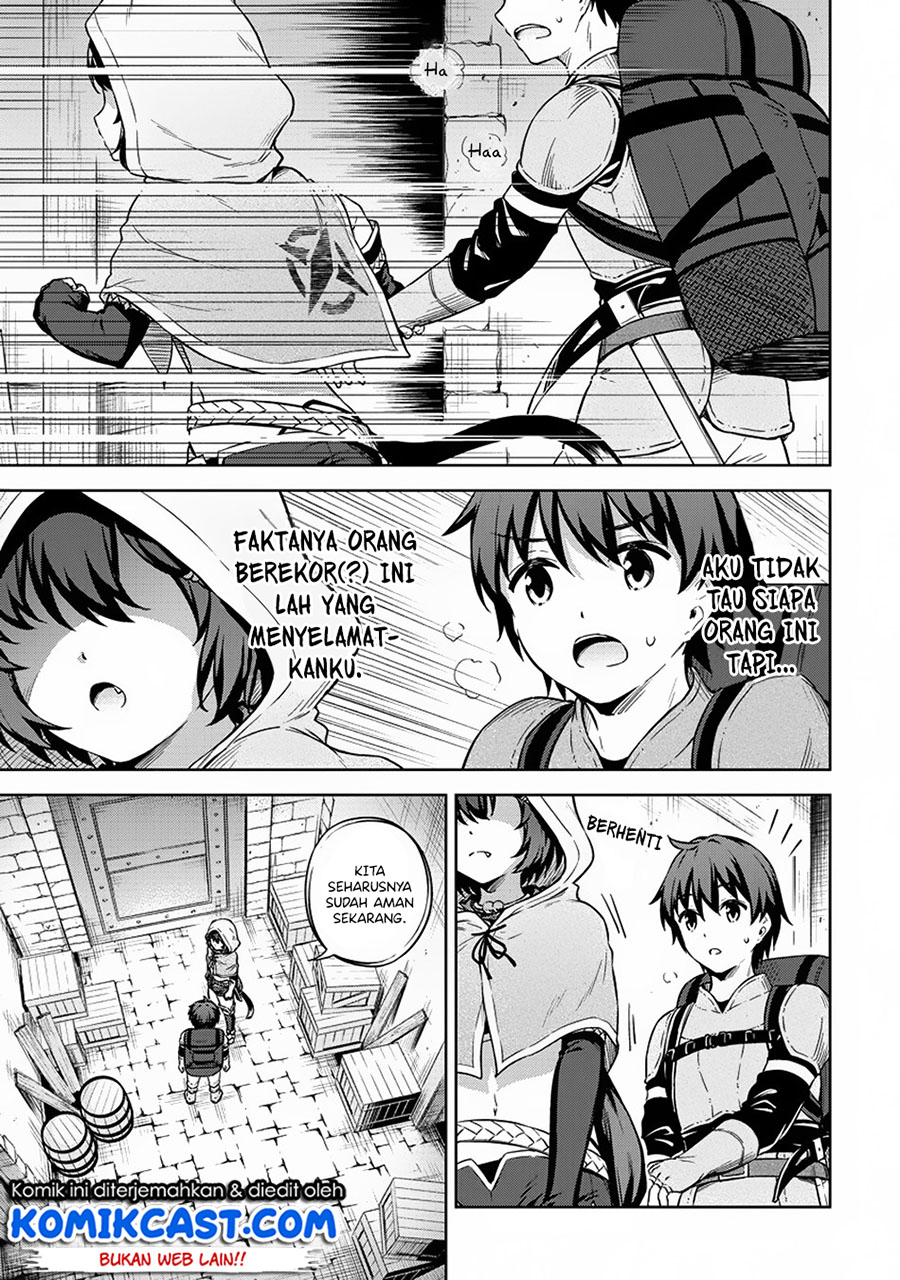 Ha
Haa
AKU TIDAK
TAU SIAPA
ORANG INI
TAPI...
FAKTANYA ORANG
BEREKOR(?) INI
LAH YANG
MENYELAMAT-
KANKU.
BERHENTI
KITA
SEHARUSNYA
SUDAH AMAN
SEKARANG.
Komik ini diterjemahkan & diedit oleh
KOMIKCAST.COM
BUKAN WEB LAIN!!